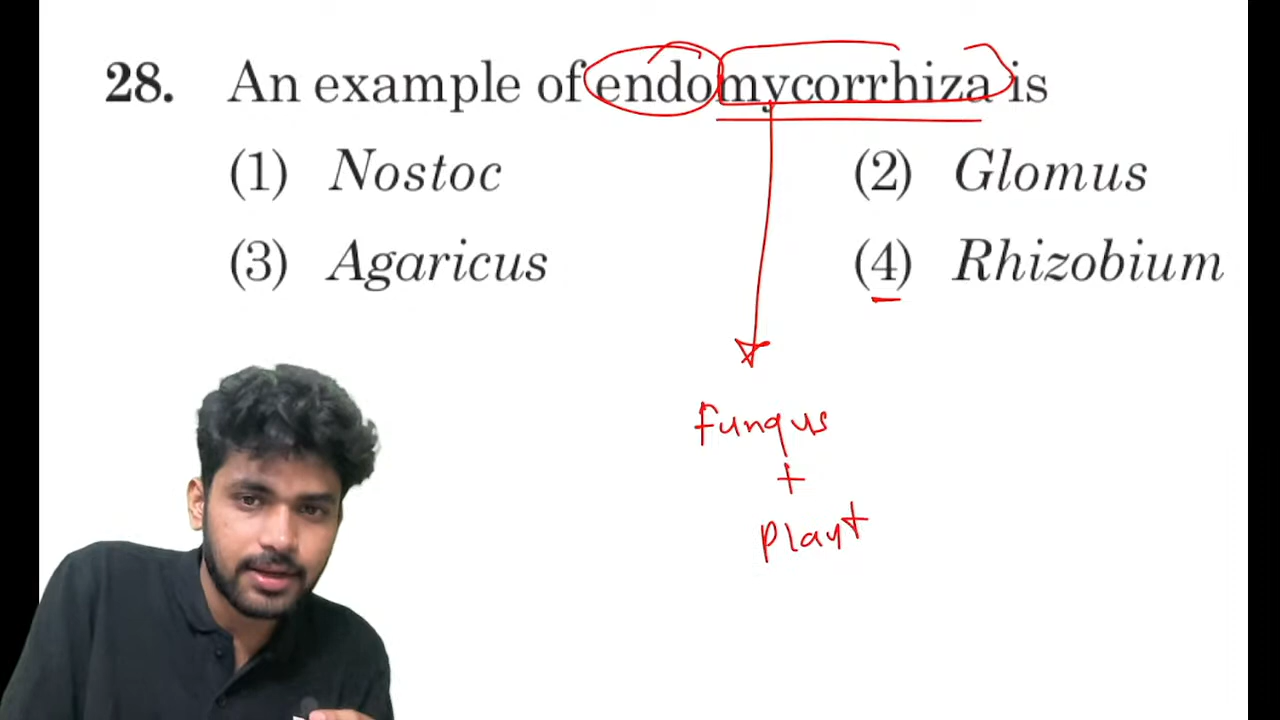 28. An example of endomycorrhiza is
(1) Nostoc (2) Glomus
(3) Agaricus (4) Rhizobium
Fungus
+
Plant